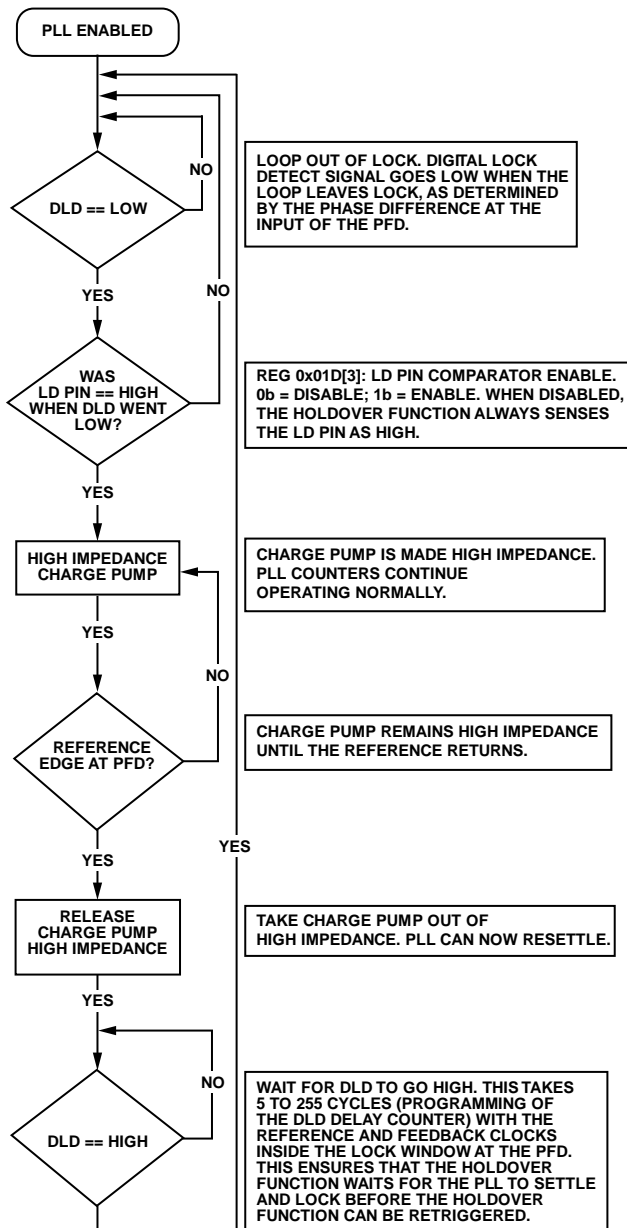 PLL ENABLED
NO
DLD == LOW
LOOP OUT OF LOCK. DIGITAL LOCK
DETECT SIGNAL GOES LOW WHEN THE
LOOP LEAVES LOCK, AS DETERMINED
BY THE PHASE DIFFERENCE AT THE
INPUT OF THE PFD.
YES
NO
WAS
LD PIN == HIGH
WHEN DLD WENT
LOW?
REG 0x01D[3]: LD PIN COMPARATOR ENABLE.
0b = DISABLE; 1b = ENABLE. WHEN DISABLED,
THE HOLDOVER FUNCTION ALWAYS SENSES
THE LD PIN AS HIGH.
YES
HIGH IMPEDANCE
CHARGE PUMP
CHARGE PUMP IS MADE HIGH IMPEDANCE.
PLL COUNTERS CONTINUE
OPERATING NORMALLY.
YES
NO
REFERENCE
EDGE AT PFD?
CHARGE PUMP REMAINS HIGH IMPEDANCE
UNTIL THE REFERENCE RETURNS.
YES
YES
RELEASE
CHARGE PUMP
HIGH IMPEDANCE
TAKE CHARGE PUMP OUT OF
HIGH IMPEDANCE. PLL CAN NOW RESETTLE.
YES
NO
DLD == HIGH
WAIT FOR DLD TO GO HIGH. THIS TAKES
5 TO 255 CYCLES (PROGRAMMING OF
THE DLD DELAY COUNTER) WITH THE
REFERENCE AND FEEDBACK CLOCKS
INSIDE THE LOCK WINDOW AT THE PFD.
THIS ENSURES THAT THE HOLDOVER
FUNCTION WAITS FOR THE PLL TO SETTLE
AND LOCK BEFORE THE HOLDOVER
FUNCTION CAN BE RETRIGGERED.